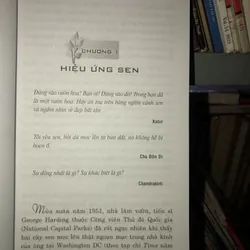 CHƯƠNG 1
HIỆU ỨNG SEN
Đừng vào vườn hoa! Bạn ơi! Đừng vào đó! Trong bạn đã
là một vườn hoa. Hãy an tọa trên hàng nghìn cánh sen
và ngắm nhìn vẻ đẹp vô tận.
Kabir
Tôi yêu sen, bởi dù mọc lên từ bùn đất, nó không hề bị
hoen ố.
Chu Đôn Di
Sự đồng nhất là gì? Sự khác biệt là gì?
Chandrakirti
Mùa xuân năm 1951, nhà lâm viên, tiến sĩ
George Harding thuộc Công viên Thủ đô Quốc gia
(National Capital Parks) đã rất ngạc nhiên khi thấy
hai cây sen mọc lên thật ngoạn mục trong nhà kính
của ông tại Washington DC (theo tạp chí Time năm